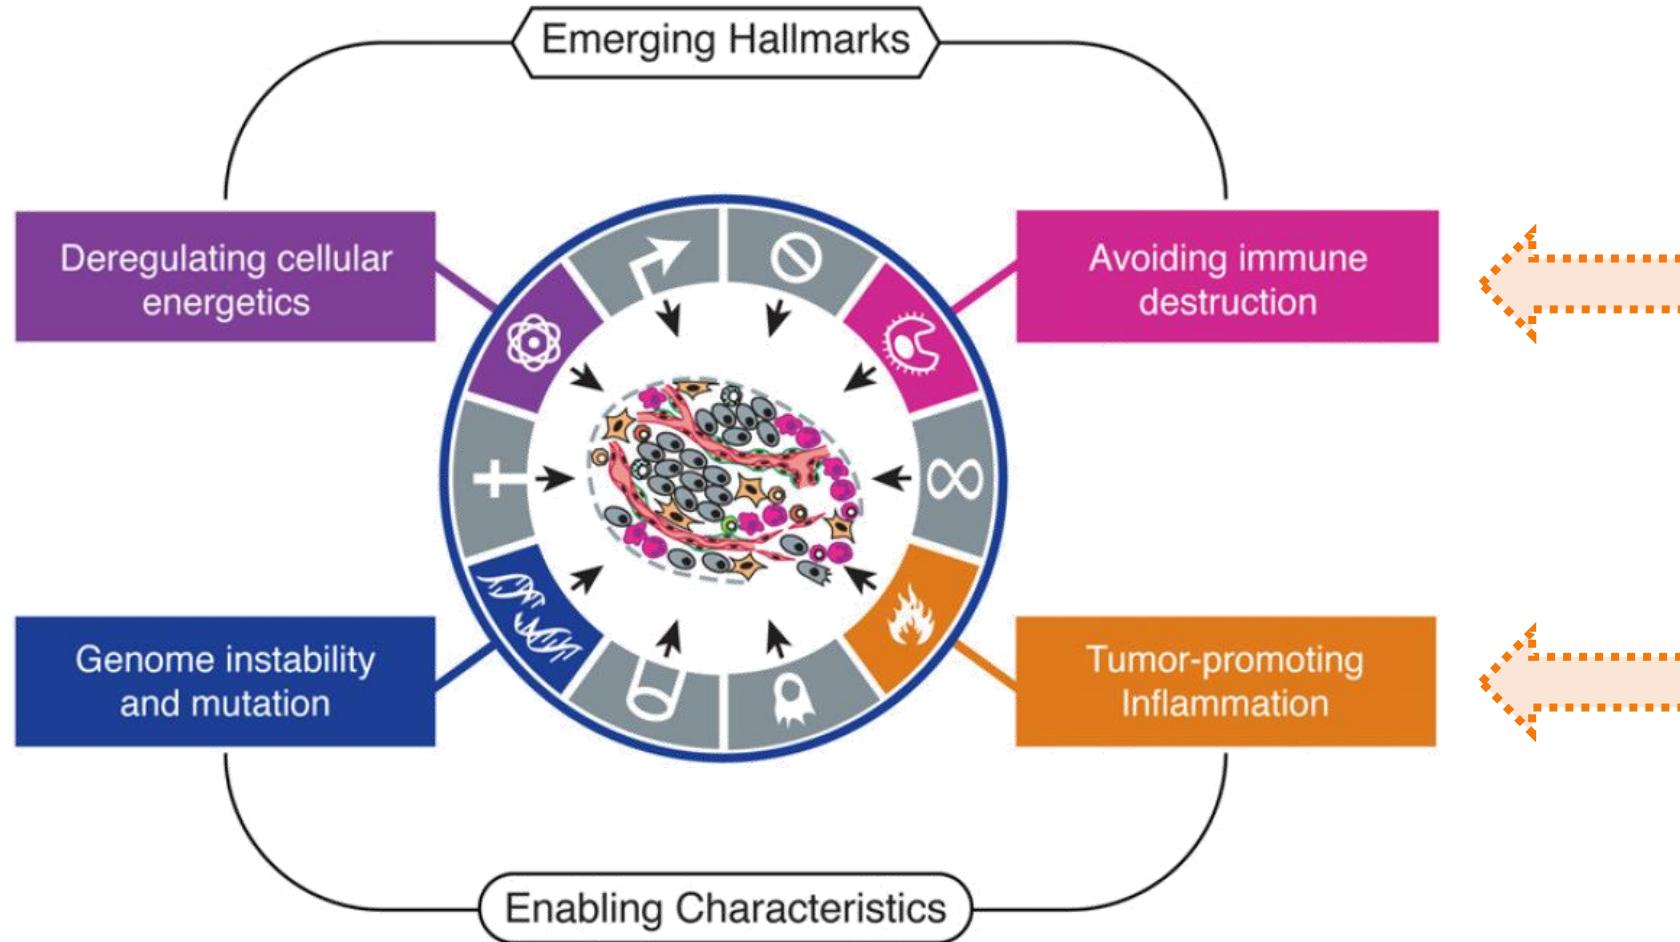 Emerging Hallmarks
Deregulating cellular
energetics
Avoiding immune
destruction
Genome instability
and mutation
Tumor-promoting
Inflammation
Enabling Characteristics